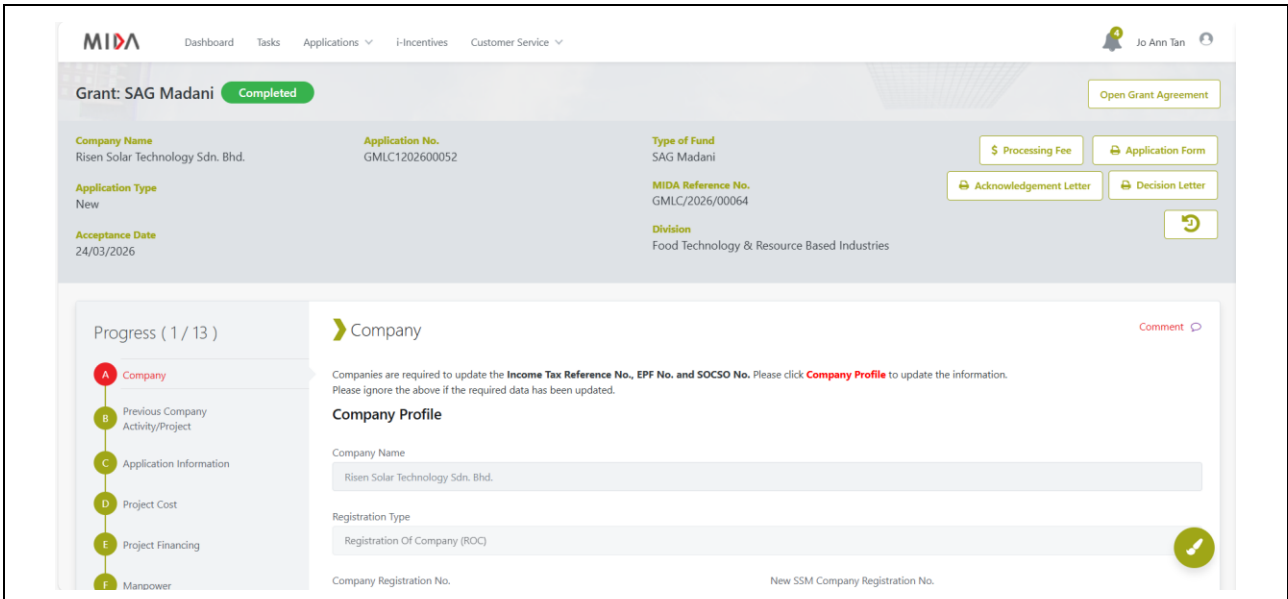 MIDA
Dashboard Tasks Applications i-Incentives Customer Service 4 Jo Ann Tan
Grant: SAG Madani Completed Open Grant Agreement
Company Name
Risen Solar Technology Sdn. Bhd.
Application Type
New
Acceptance Date
24/03/2026
Application No.
GMLC1202600052
Type of Fund
SAG Madani
MIDA Reference No.
GMLC/2026/00064
Division
Food Technology & Resource Based Industries
$ Processing Fee Application Form
Acknowledgement Letter Decision Letter
Progress ( 1 / 13 )
A Company
B Previous Company
Activity/Project
C Application Information
D Project Cost
E Project Financing
F Manpower
Company Comment
Companies are required to update the Income Tax Reference No., EPF No. and SOCSO No. Please click Company Profile to update the information.
Please ignore the above if the required data has been updated.
Company Profile
Company Name
Risen Solar Technology Sdn. Bhd.
Registration Type
Registration Of Company (ROC)
Company Registration No. New SSM Company Registration No.